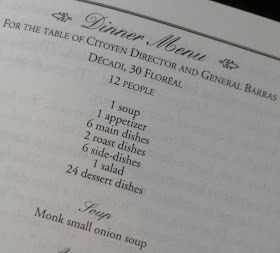 Dinner Menu
For the table of Citoyen Director and General Barras
Décadi, 30 Floréal
12 people
1 soup
1 appetizer
6 main dishes
2 roast dishes
6 side-dishes
1 salad
24 dessert dishes
Soup
Monk small onion soup